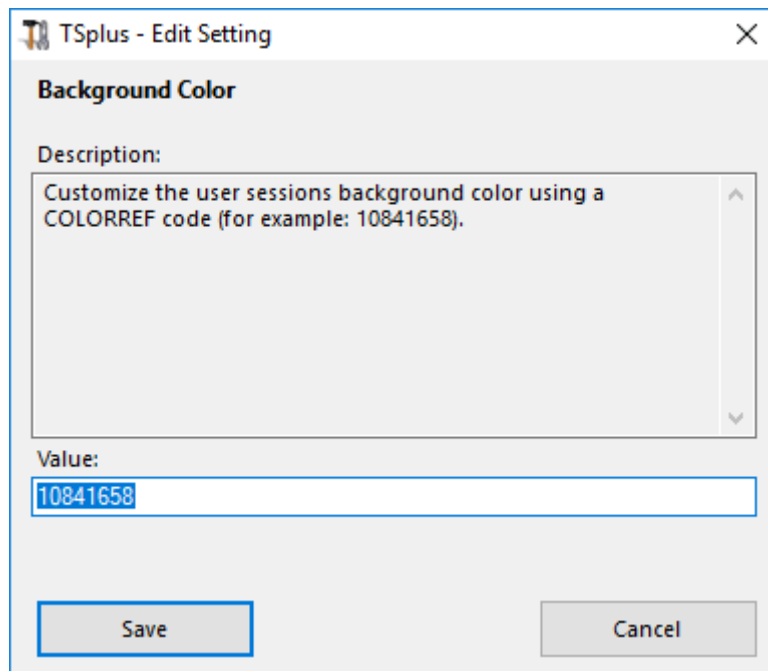 TSplus - Edit Setting
Background Color
Description:
Customize the user sessions background color using a
COLORREF code (for example: 10841658).
Value:
10841658
Save
Cancel